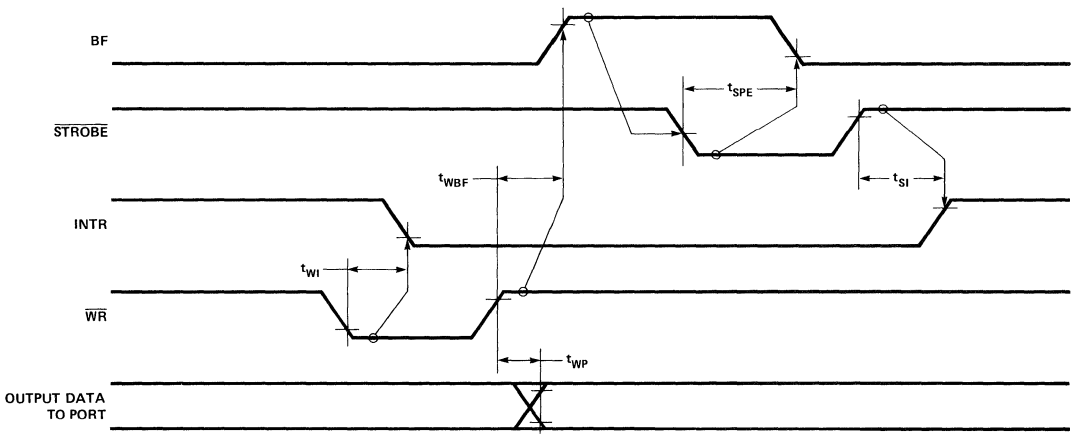 BF
tSPE
STROBE
tWBF
tSI
INTR
tWI
WR
tWP
OUTPUT DATA
TO PORT